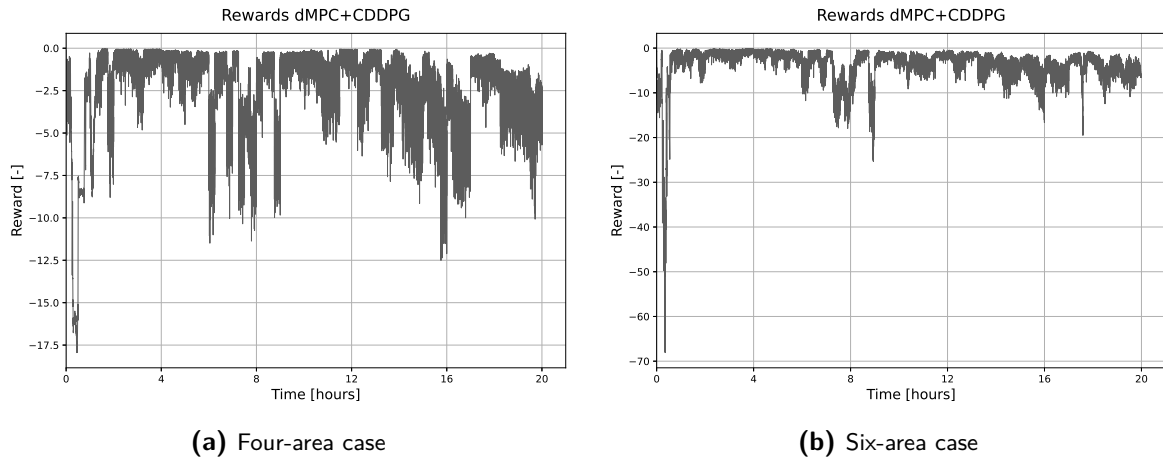 Rewards dMPC+CDDPG
Reward [-]
0.0
−2.5
−5.0
−7.5
−10.0
−12.5
−15.0
−17.5
0 4 8 12 16 20
Time [hours]
(a) Four-area case
Rewards dMPC+CDDPG
Reward [-]
0
−10
−20
−30
−40
−50
−60
−70
0 4 8 12 16 20
Time [hours]
(b) Six-area case